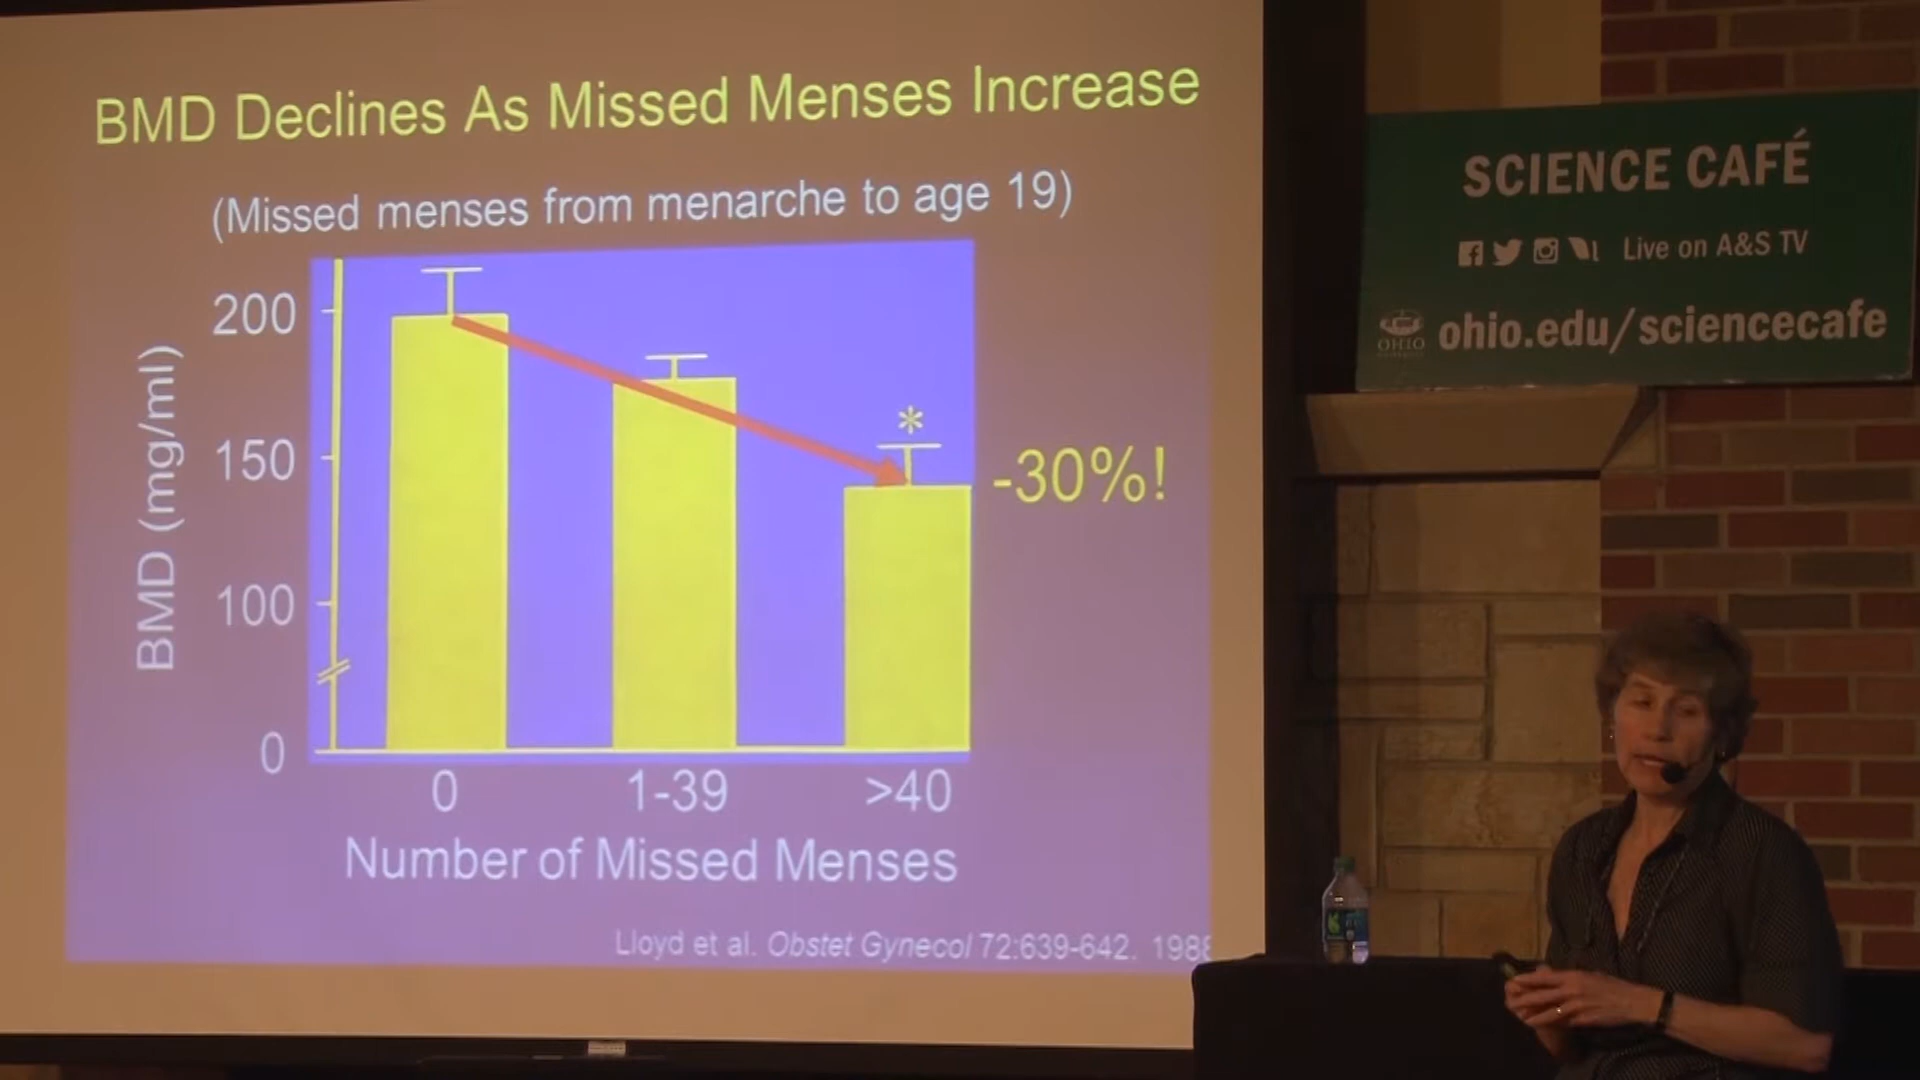 BMD Declines As Missed Menses Increase
(Missed menses from menarche to age 19)
BMD (mg/ml)
200
150
100
0
*
-30%!
0 1-39 >40
Number of Missed Menses
Lloyd et al. Obstet Gynecol 72:639-642. 1988
SCIENCE CAFÉ
Live on A&S TV
OHIO
ohio.edu/sciencecafe